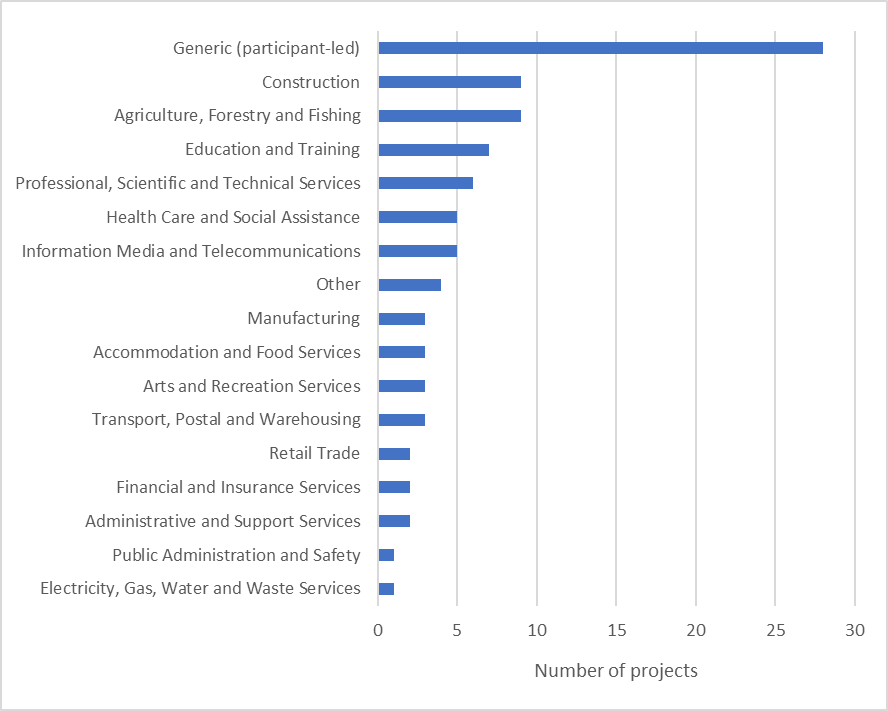 Generic (participant-led)
Construction
Agriculture, Forestry and Fishing
Education and Training
Professional, Scientific and Technical Services
Health Care and Social Assistance
Information Media and Telecommunications
Other
Manufacturing
Accommodation and Food Services
Arts and Recreation Services
Transport, Postal and Warehousing
Retail Trade
Financial and Insurance Services
Administrative and Support Services
Public Administration and Safety
Electricity, Gas, Water and Waste Services
0 5 10 15 20 25 30
Number of projects